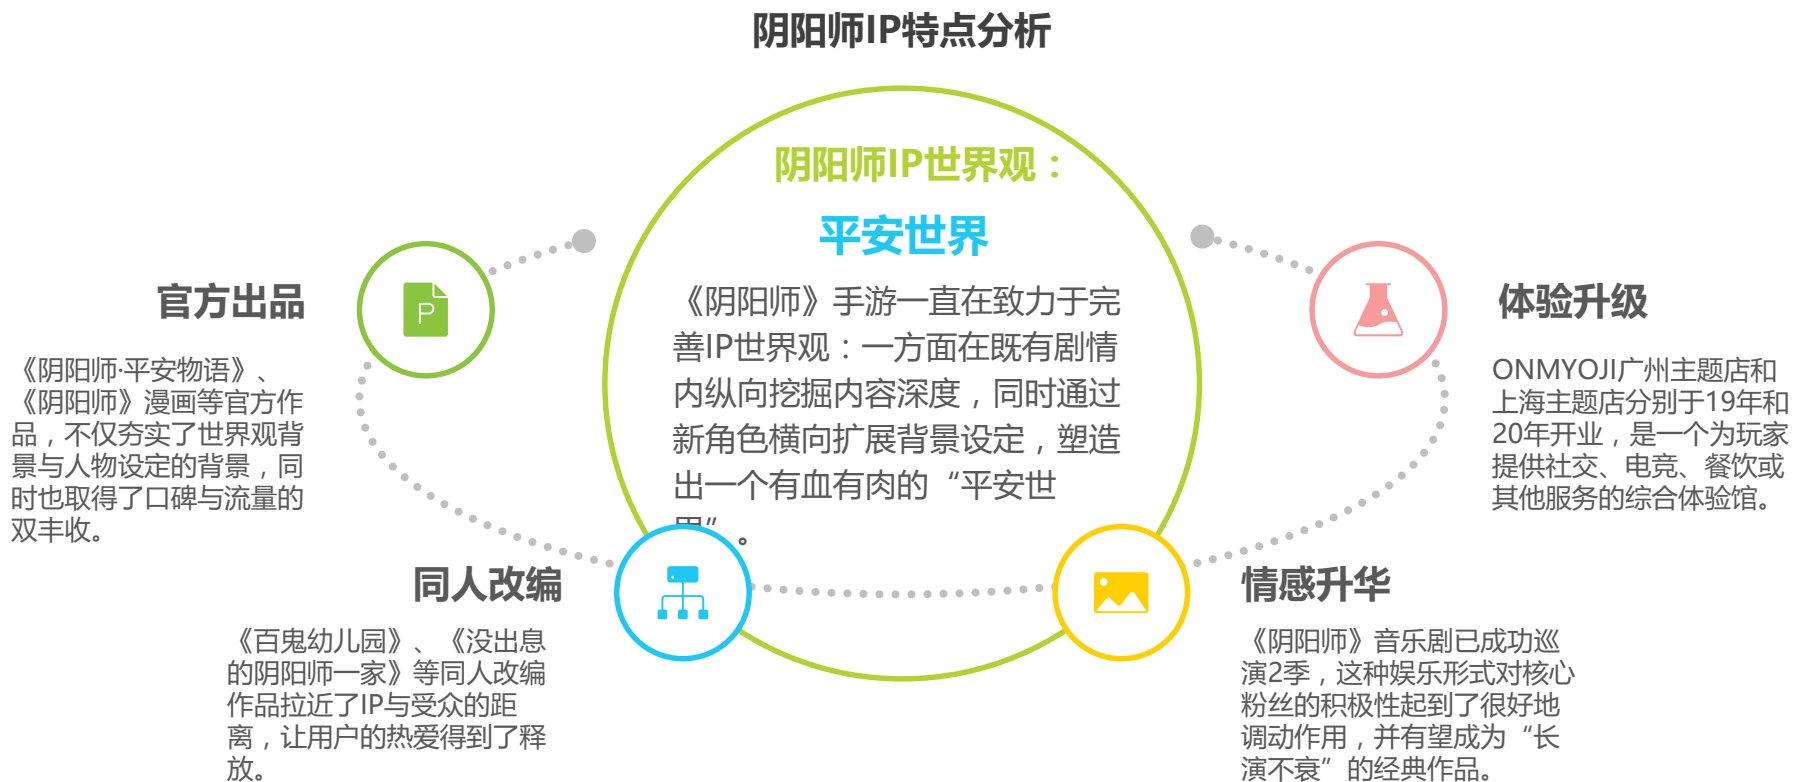 阴阳师IP特点分析
阴阳师IP世界观：
平安世界
《阴阳师》手游一直在致力于完
善IP世界观：一方面在既有剧情
内纵向挖掘内容深度，同时通过
新角色横向扩展背景设定，塑造
出一个有血有肉的“平安世
界”。
官方出品
《阴阳师·平安物语》、
《阴阳师》漫画等官方作
品，不仅夯实了世界观背
景与人物设定的背景，同
时也取得了口碑与流量的
双丰收。
P
同人改编
《百鬼幼儿园》、《没出息
的阴阳师一家》等同人改编
作品拉近了IP与受众的距
离，让用户的热爱得到了释
放。
情感升华
《阴阳师》音乐剧已成功巡
演2季，这种娱乐形式对核心
粉丝的积极性起到了很好地
调动作用，并有望成为“长
演不衰”的经典作品。
体验升级
ONMYOJI广州主题店和
上海主题店分别于19年和
20年开业，是一个为玩家
提供社交、电竞、餐饮或
其他服务的综合体验馆。